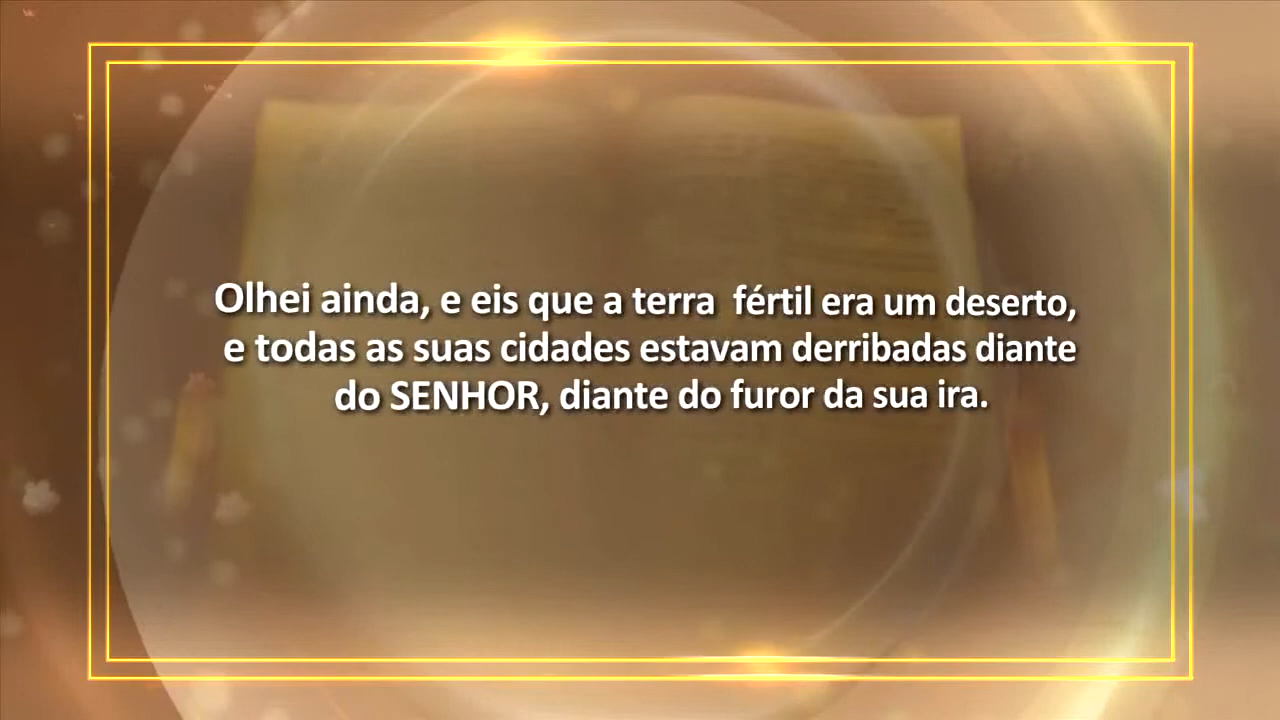 Olhei ainda, e eis que a terra fértil era um deserto,
e todas as suas cidades estavam derribadas diante
do SENHOR, diante do furor da sua ira.